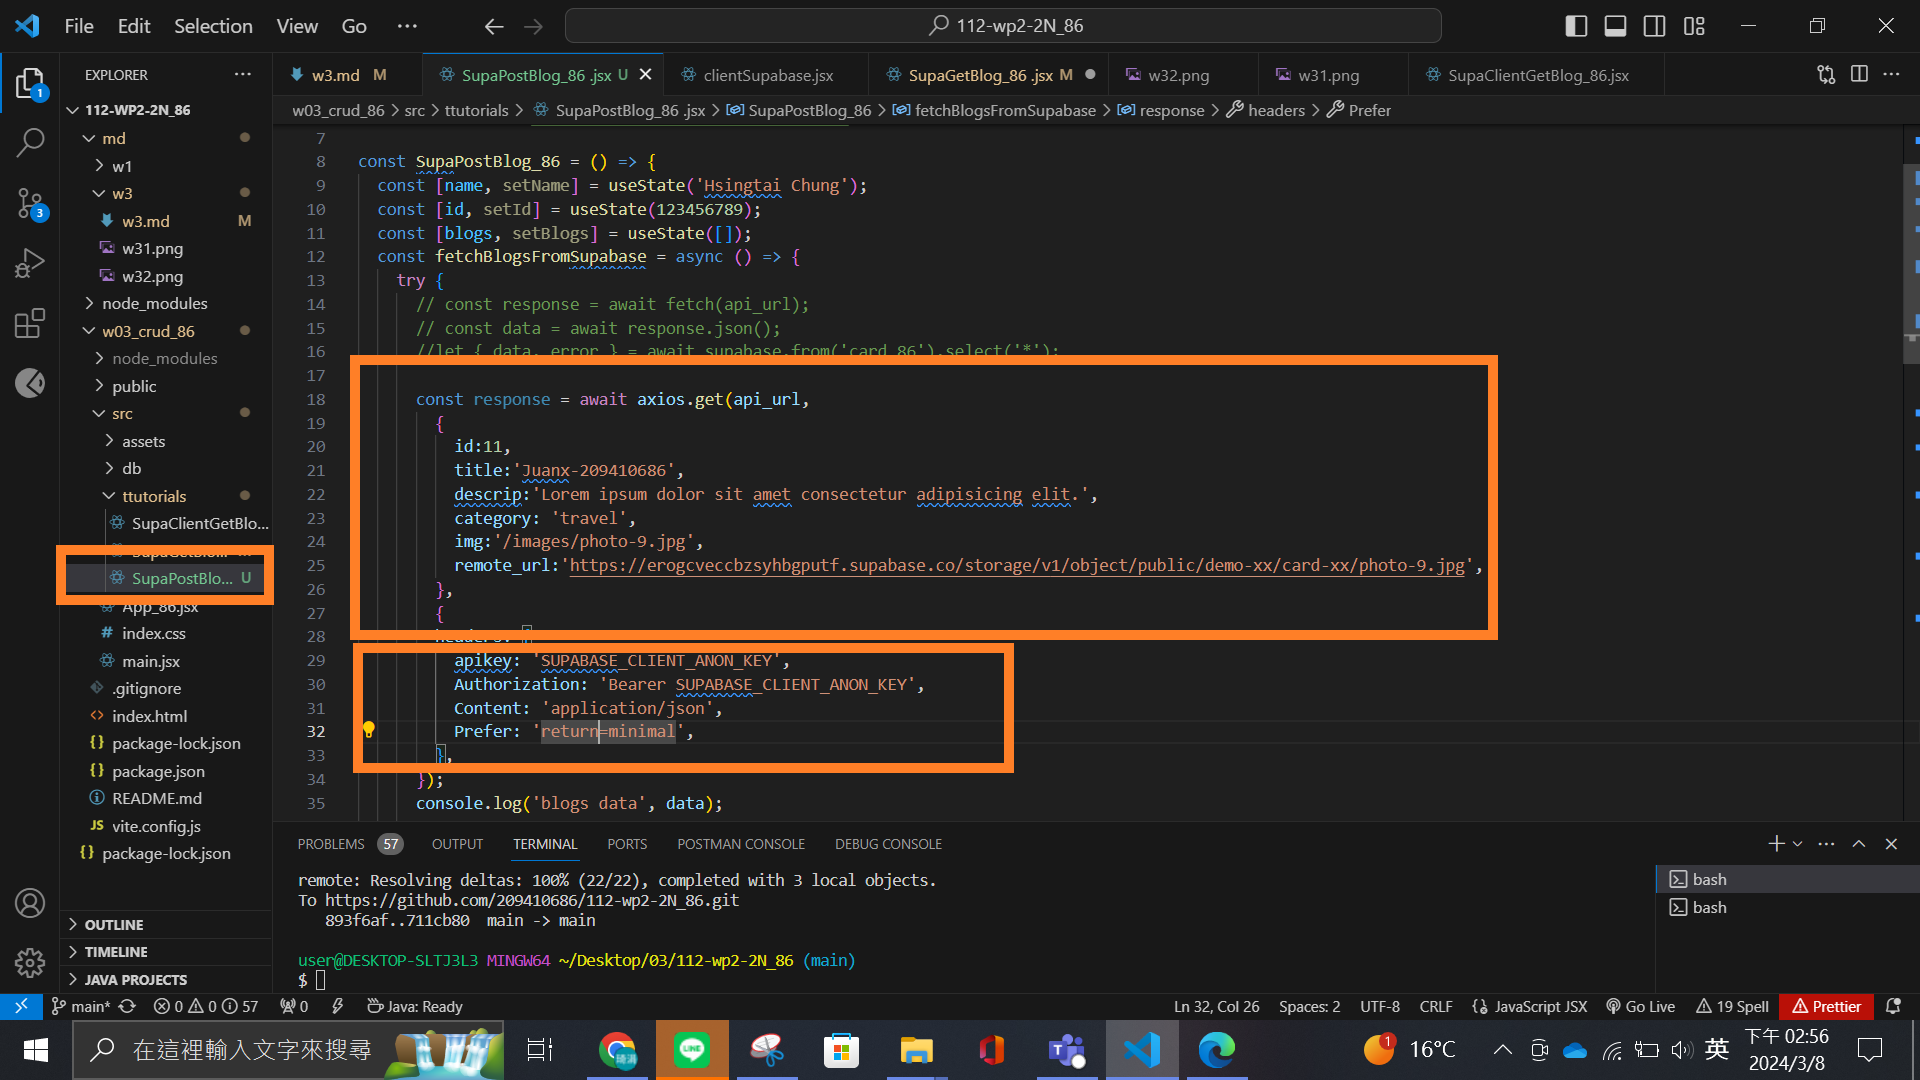 File Edit Selection View Go ··· 112-wp2-2N_86
EXPLORER ···
w3.md M SupaPostBlog_86 .jsx U clientSupabase.jsx SupaGetBlog_86 .jsx M w32.png w31.png SupaClientGetBlog_86.jsx
w03_crud_86 > src > ttutorials > SupaPostBlog_86 .jsx > SupaPostBlog_86 > fetchBlogsFromSupabase > response > headers > Prefer
112-WP2-2N_86
md
w1
w3
w3.md M
w31.png
w32.png
node_modules
w03_crud_86
node_modules
public
src
assets
db
ttutorials
SupaClientGetBlo...
SupaGetBlo...
SupaPostBlo... U
App_86.jsx
index.css
main.jsx
.gitignore
index.html
package-lock.json
package.json
README.md
vite.config.js
package-lock.json
OUTLINE
TIMELINE
JAVA PROJECTS
7
8 const SupaPostBlog_86 = () => {
9 const [name, setName] = useState('Hsingtai Chung');
10 const [id, setId] = useState(123456789);
11 const [blogs, setBlogs] = useState([]);
12 const fetchBlogsFromSupabase = async () => {
13 try {
14 // const response = await fetch(api_url);
15 // const data = await response.json();
16 //let { data, error } = await supabase.from('card_86').select('*');
17
18 const response = await axios.get(api_url,
19 {
20 id:11,
21 title:'Juanx-209410686',
22 descrip:'Lorem ipsum dolor sit amet consectetur adipisicing elit.',
23 category: 'travel',
24 img:'/images/photo-9.jpg',
25 remote_url:'https://erogcveccbzsyhbgputf.supabase.co/storage/v1/object/public/demo-xx/card-xx/photo-9.jpg',
26 },
27 {
28 headers: {
29 apikey: 'SUPABASE_CLIENT_ANON_KEY',
30 Authorization: 'Bearer SUPABASE_CLIENT_ANON_KEY',
31 Content: 'application/json',
32 Prefer: 'return=minimal',
33 },
34 });
35 console.log('blogs data', data);
PROBLEMS 57 OUTPUT TERMINAL PORTS POSTMAN CONSOLE DEBUG CONSOLE
remote: Resolving deltas: 100% (22/22), completed with 3 local objects.
To https://github.com/209410686/112-wp2-2N_86.git
893f6af..711cb80 main -> main
user@DESKTOP-SLTJ3L3 MINGW64 ~/Desktop/03/112-wp2-2N_86 (main)
$
bash
bash
main* 0 0 57 0 Java: Ready Ln 32, Col 26 Spaces: 2 UTF-8 CRLF JavaScript JSX Go Live 19 Spell Prettier
在這裡輸入文字來搜尋
16°C 英 下午 02:56
2024/3/8